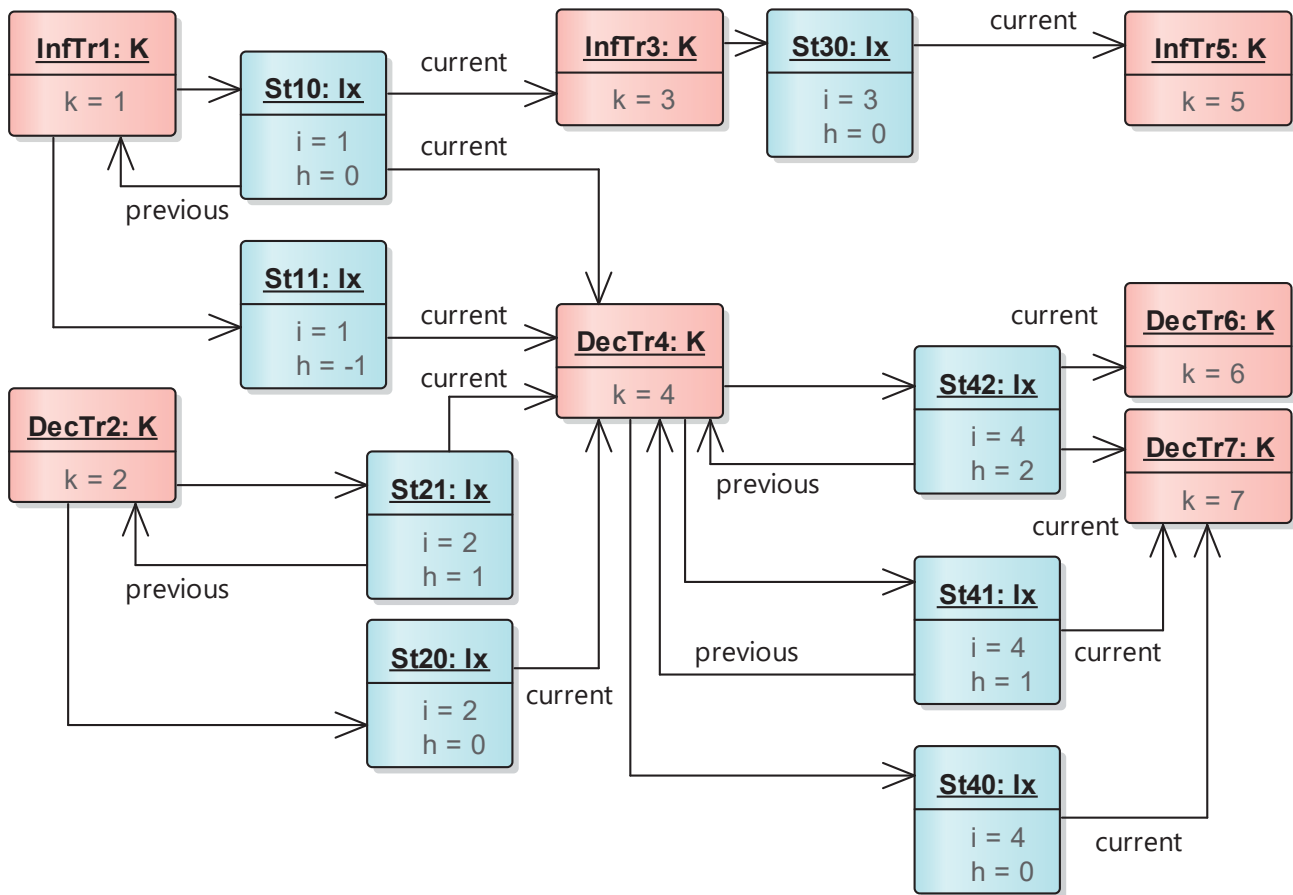 InfTr1: K
k = 1
St10: Ix
i = 1
h = 0
current
current
previous
InfTr3: K
k = 3
St30: Ix
i = 3
h = 0
current
InfTr5: K
k = 5
St11: Ix
i = 1
h = -1
current
DecTr4: K
k = 4
current
DecTr2: K
k = 2
St21: Ix
i = 2
h = 1
previous
St20: Ix
i = 2
h = 0
current
St42: Ix
i = 4
h = 2
current
previous
DecTr6: K
k = 6
DecTr7: K
k = 7
current
St41: Ix
i = 4
h = 1
previous
current
St40: Ix
i = 4
h = 0
current